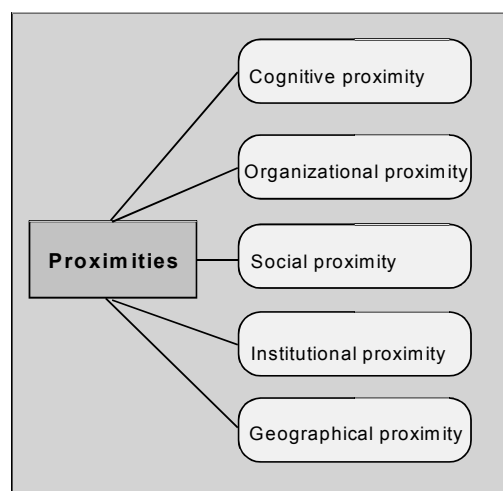 Cognitive proximity
Organizational proximity
Proximities
Social proximity
Institutional proximity
Geographical proximity